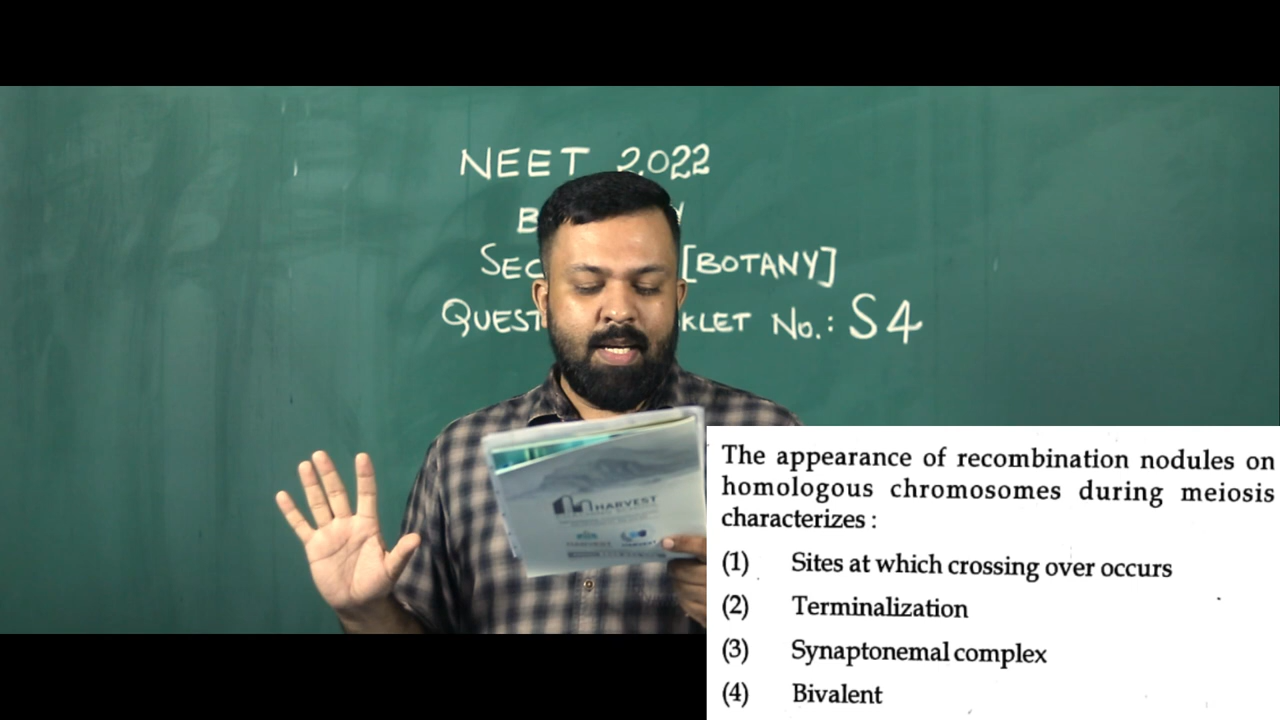 NEET 2022
SEC [BOTANY]
QUEST KLET No.: S4
HARVEST
The appearance of recombination nodules on
homologous chromosomes during meiosis
characterizes :
(1) Sites at which crossing over occurs
(2) Terminalization
(3) Synaptonemal complex
(4) Bivalent